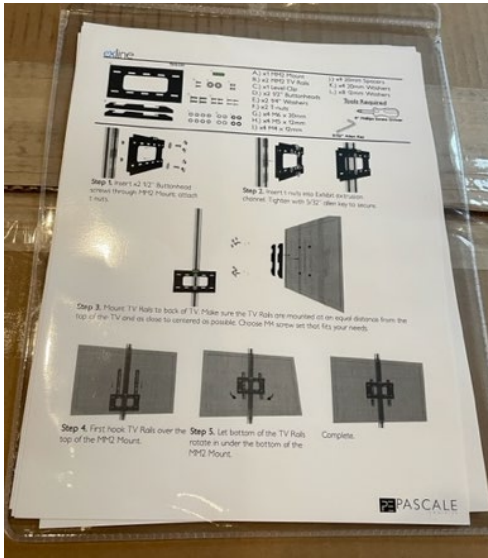 exline
A.) x1 MM2 Mount
B.) x2 MM2 TV Rails
C.) x1 Level Clip
D.) x2 1/2" Buttonheads
E.) x2 1/4" Washers
F.) x2 T-nuts
G.) x4 M6 x 30mm
H.) x4 M5 x 12mm
I.) x4 M4 x 12mm
J.) x4 20mm Spacers
K.) x4 20mm Washers
L.) x8 12mm Washers
Tools Required
Step 1. Insert x2 1/2" Buttonhead
screws through MM2 Mount, attach
t-nuts.
Step 2. Insert t-nuts into Exhibit extrusion
channel. Tighten with 5/32" allen key to secure.
Step 3. Mount TV Rails to back of TV. Make sure the TV Rails are mounted at an equal distance from the
top of the TV and as close to centered as possible. Choose M4 screw set that fits your needs.
Step 4. First hook TV Rails over the
top of the MM2 Mount.
Step 5. Let bottom of the TV Rails
rotate in under the bottom of the
MM2 Mount.
Complete.
PASCALE